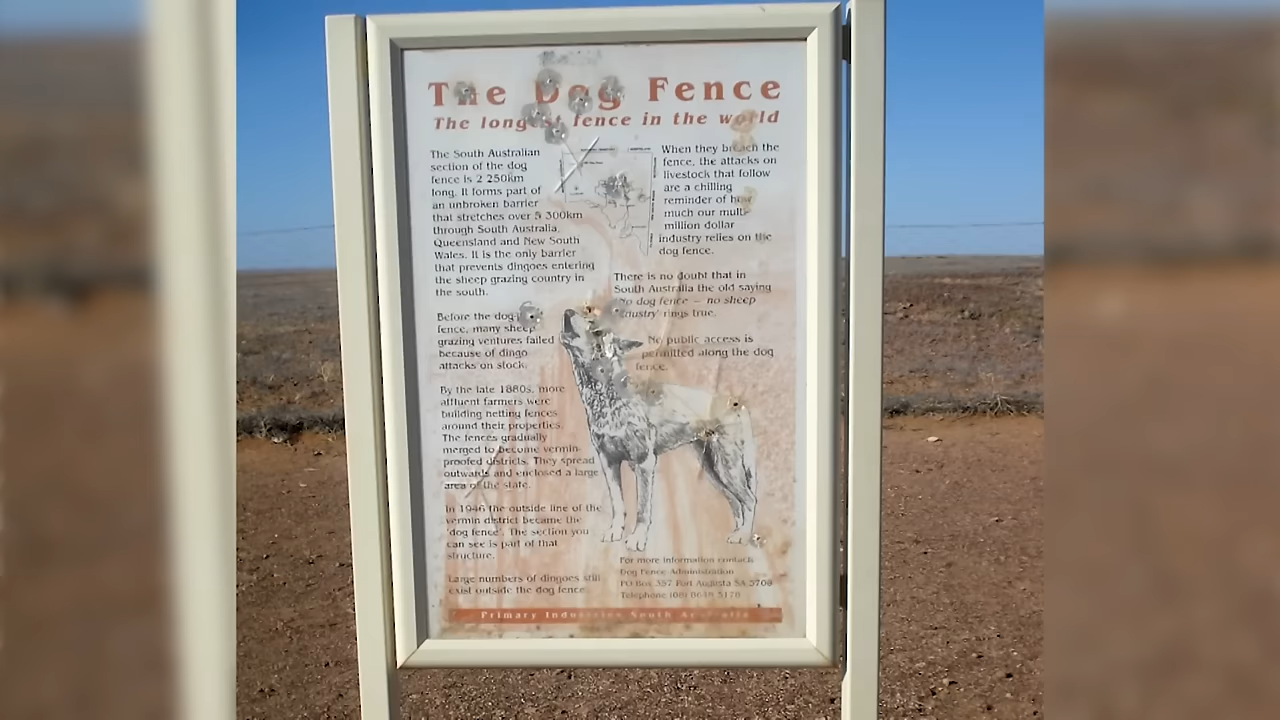 The Dog Fence
The longest fence in the world
The South Australian
section of the dog
fence is 2 250km
long. It forms part of
an unbroken barrier
that stretches over 5 300km
through South Australia,
Queensland and New South
Wales. It is the only barrier
that prevents dingoes entering
the sheep grazing country in
the south.
Before the dog
fence, many sheep
grazing ventures failed
because of dingo
attacks on stock.
By the late 1880s, more
affluent farmers were
building netting fences
around their properties.
The fences gradually
merged to become vermin-
proofed districts. They spread
outwards and enclosed a large
area of the state.
In 1946 the outside line of the
vermin district became the
'dog fence'. The section you
can see is part of that
structure.
Large numbers of dingoes still
exist outside the dog fence.
When they breach the
fence, the attacks on
livestock that follow
are a chilling
reminder of how
much our multi-
million dollar
industry relies on the
dog fence.
There is no doubt that in
South Australia the old saying
'No dog fence – no sheep
industry' rings true.
No public access is
permitted along the dog
fence.
For more information contact:
Dog Fence Administration
PO Box 357 Port Augusta SA 5700
Telephone (08)
Primary Industries South Australia